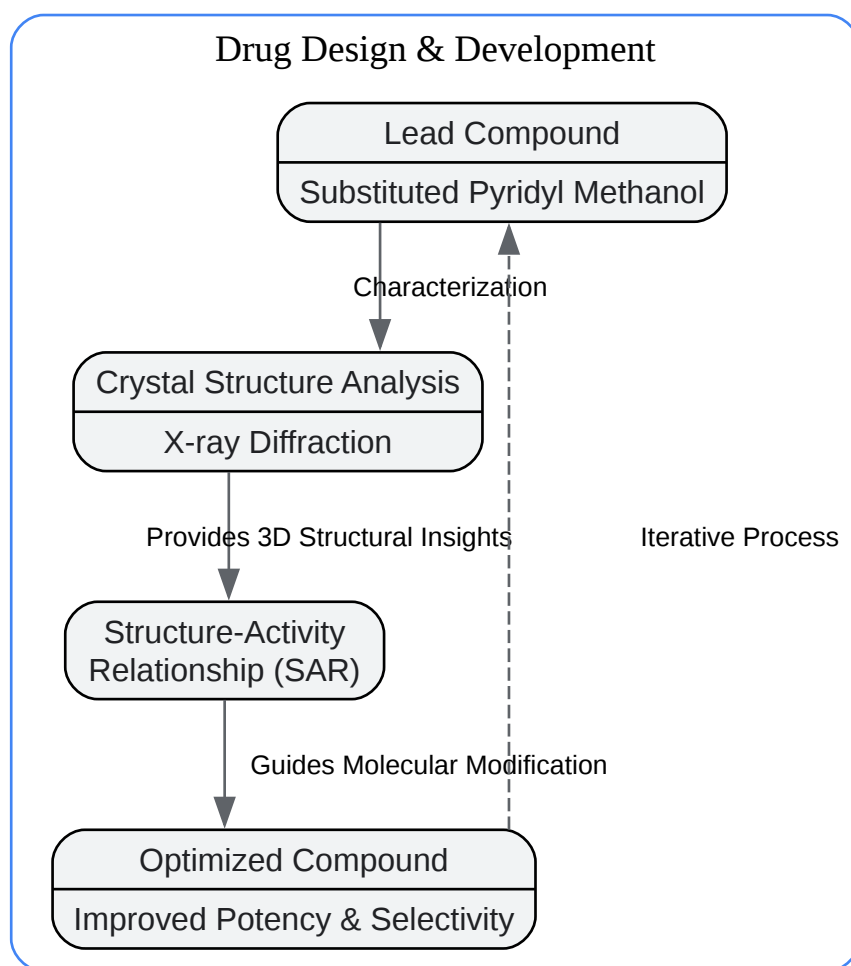 Drug Design & Development
Lead Compound
Substituted Pyridyl Methanol
Characterization
Crystal Structure Analysis
X-ray Diffraction
Provides 3D Structural Insights
Iterative Process
Structure-Activity
Relationship (SAR)
Guides Molecular Modification
Optimized Compound
Improved Potency & Selectivity